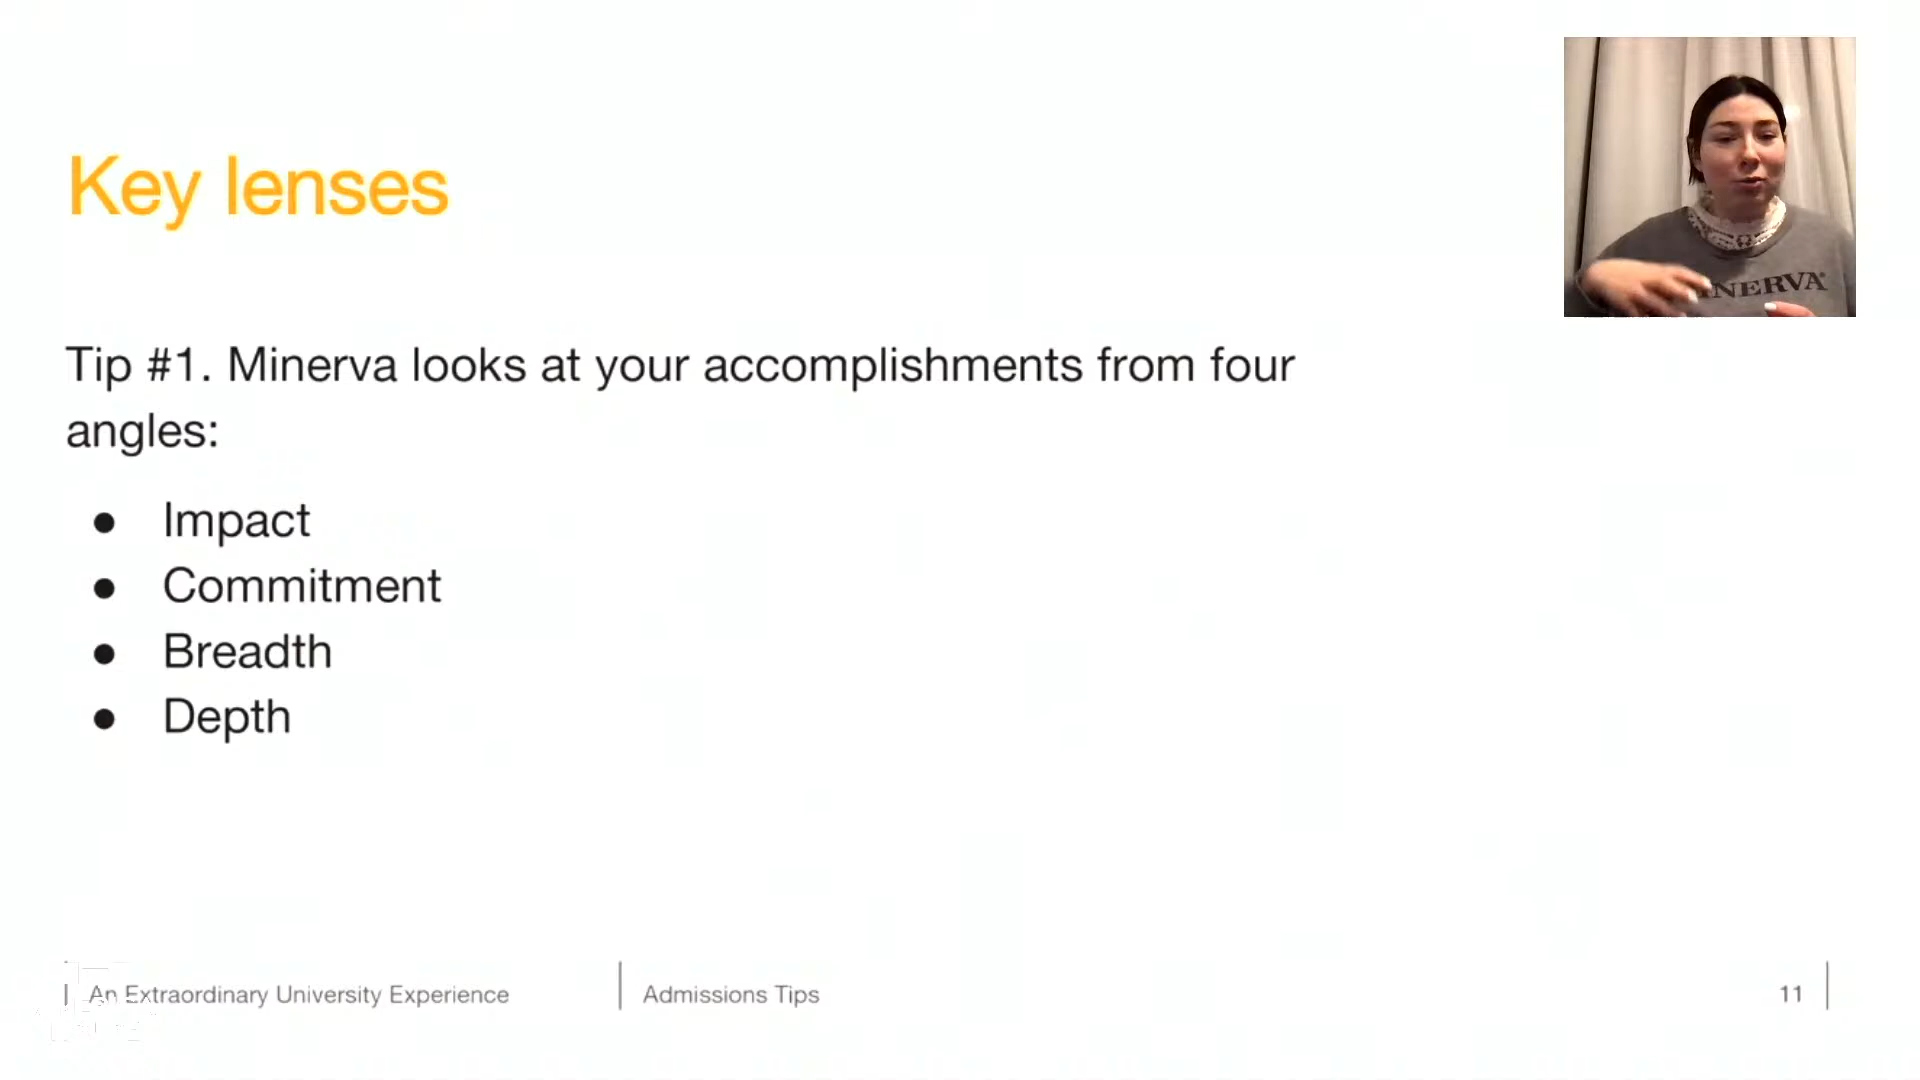 Key lenses
Tip #1. Minerva looks at your accomplishments from four
angles:
● Impact
● Commitment
● Breadth
● Depth
NERVA
An Extraordinary University Experience
Admissions Tips
11